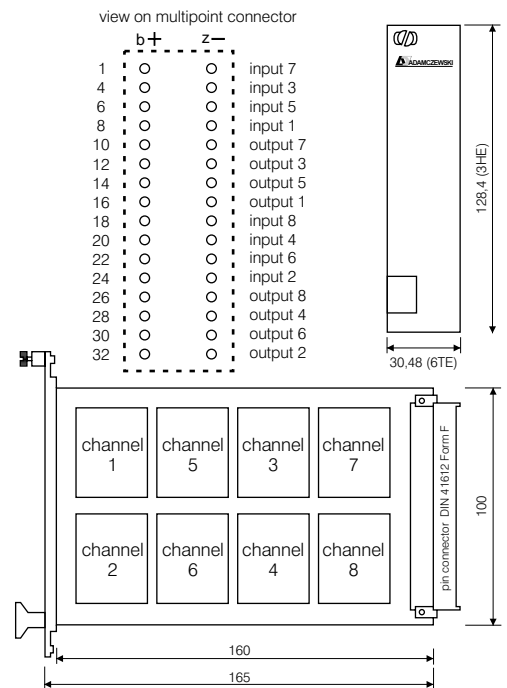 view on multipoint connector
b+ z−
1 input 7
4 input 3
6 input 5
8 input 1
10 output 7
12 output 3
14 output 5
16 output 1
18 input 8
20 input 4
22 input 6
24 input 2
26 output 8
28 output 4
30 output 6
32 output 2
ADAMCZEWSKI
128,4 (3HE)
30,48 (6TE)
channel 1
channel 5
channel 3
channel 7
channel 2
channel 6
channel 4
channel 8
pin connector DIN 41612 Form F
100
160
165